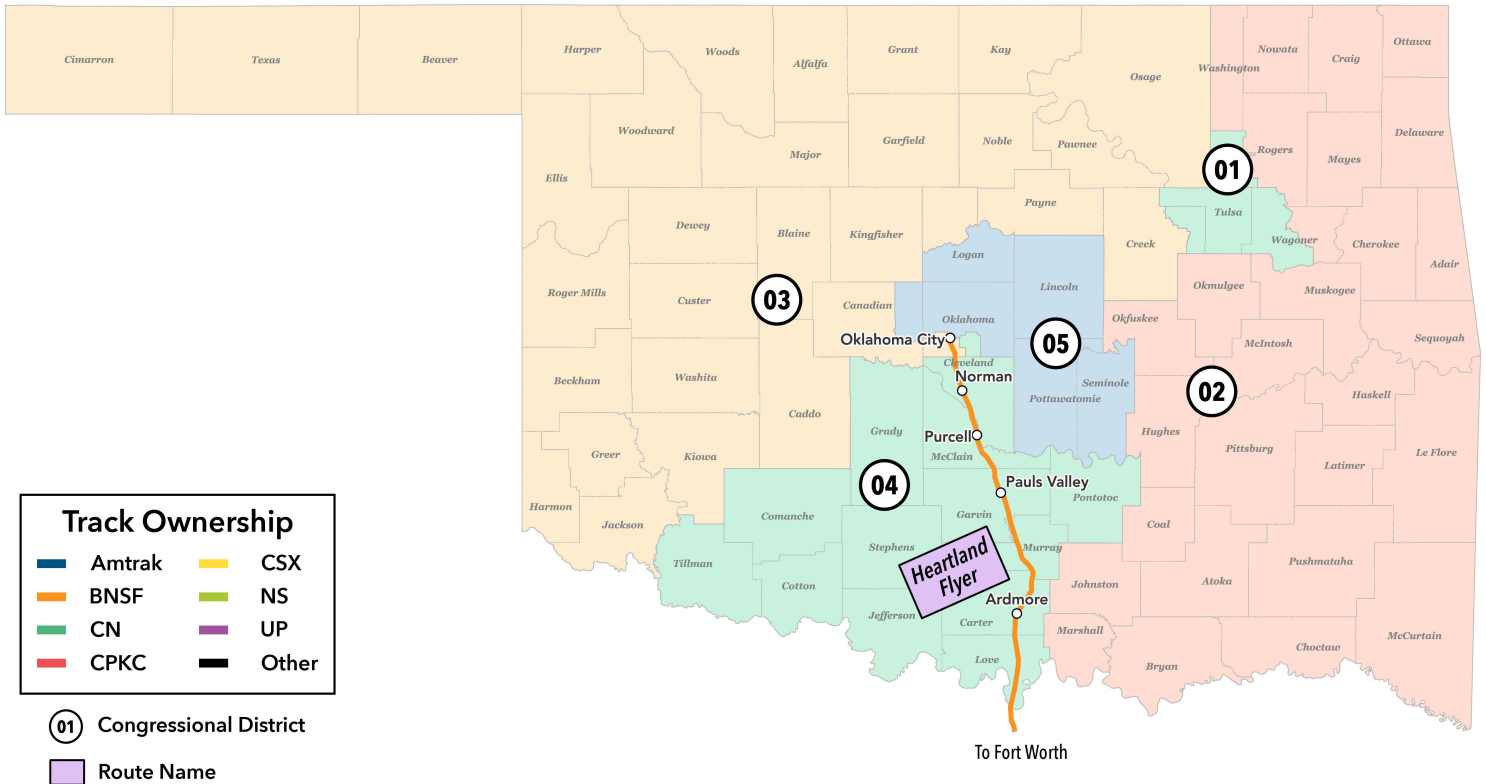 Cimarron
Texas
Beaver
Harper
Woods
Alfalfa
Grant
Kay
Osage
Washington
Nowata
Craig
Ottawa
Woodward
Major
Garfield
Noble
Pawnee
Rogers
Mayes
Delaware
Ellis
01
Dewey
Blaine
Kingfisher
Payne
Creek
Tulsa
Wagoner
Cherokee
Adair
Logan
Lincoln
Roger Mills
Custer
03
Canadian
Oklahoma
Okmulgee
Muskogee
Okfuskee
Oklahoma City
05
McIntosh
Sequoyah
Cleveland
Norman
Beckham
Washita
Seminole
Pottawatomie
02
Haskell
Caddo
Grady
Purcell
McClain
Hughes
Pittsburg
Latimer
Le Flore
Greer
Kiowa
04
Pauls Valley
Pontotoc
Harmon
Jackson
Comanche
Garvin
Coal
Stephens
Heartland
Flyer
Murray
Tillman
Cotton
Johnston
Atoka
Pushmataha
Ardmore
Jefferson
Carter
Marshall
Love
Bryan
Choctaw
McCurtain
To Fort Worth
Track Ownership
Amtrak
CSX
BNSF
NS
CN
UP
CPKC
Other
01
Congressional District
Route Name